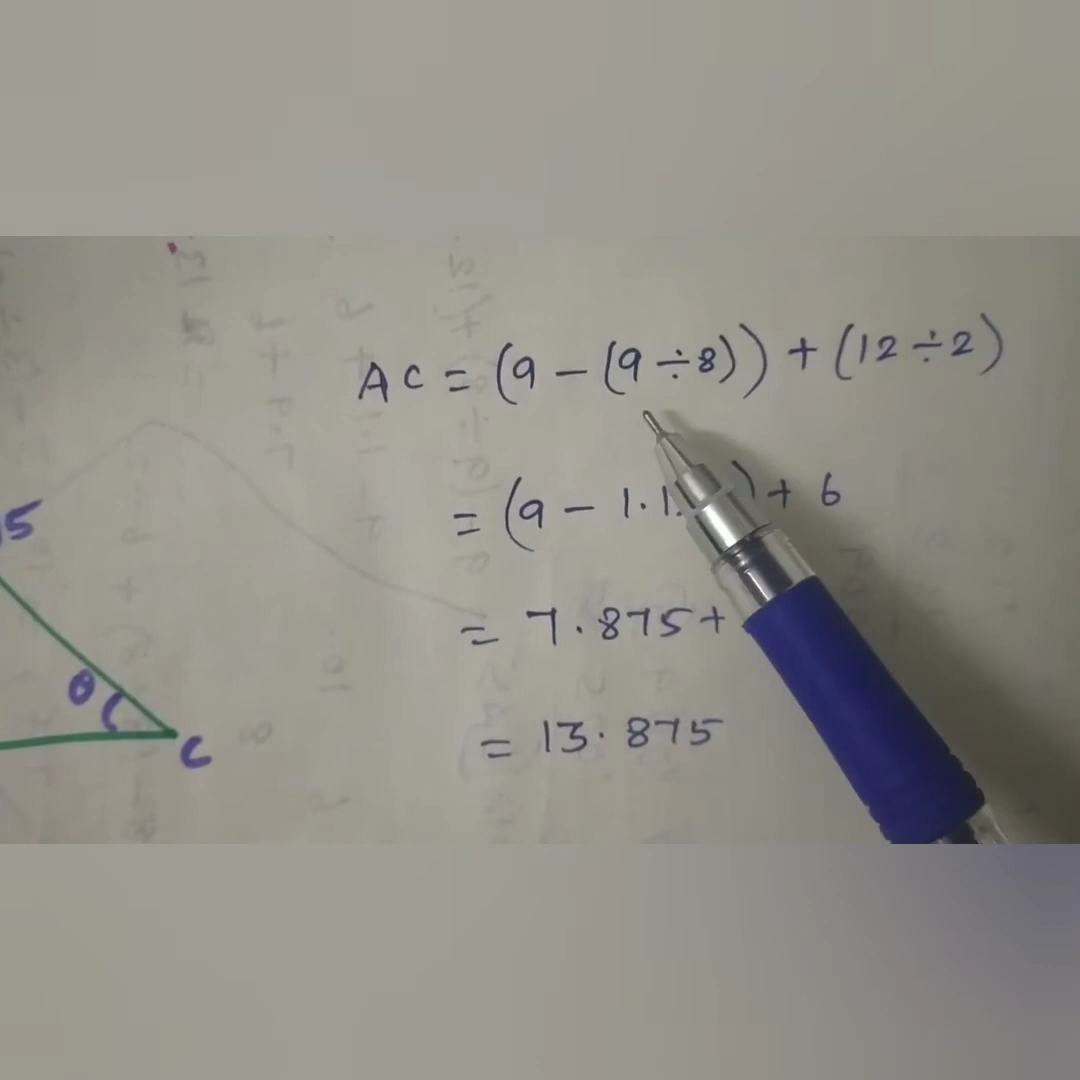 AC = (9 − (9 ÷ 8)) + (12 ÷ 2)
= (9 − 1.1 ) + 6
= 7.875 +
= 13.875
5
θ
C